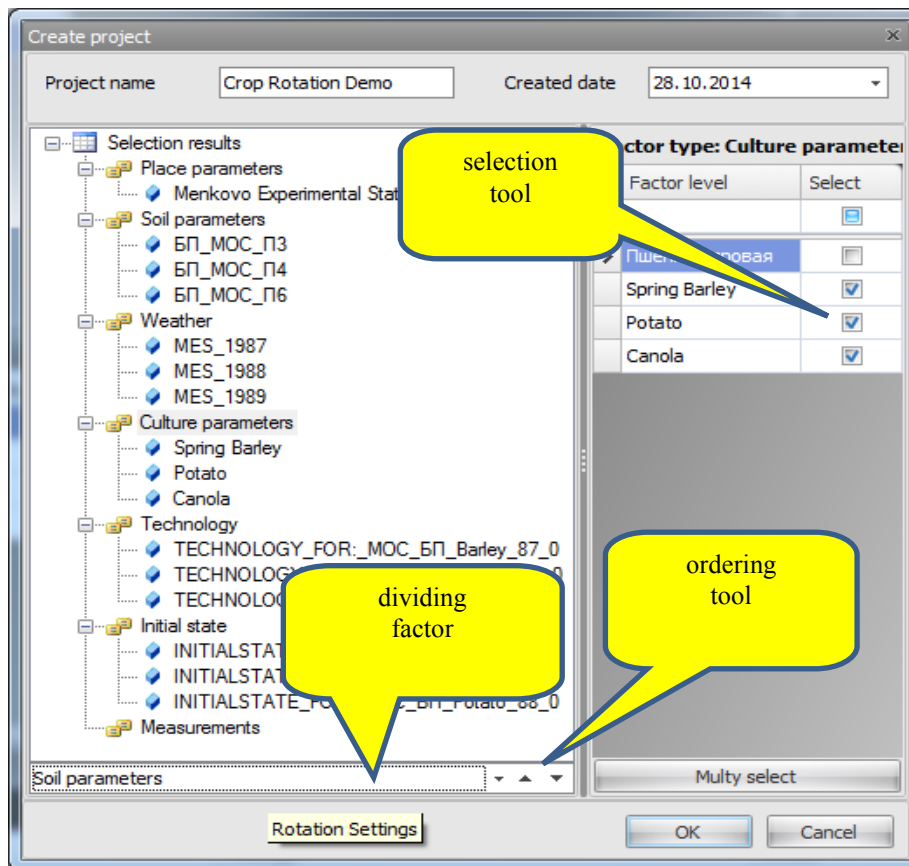 Create project
Project name Crop Rotation Demo Created date 28.10.2014
Selection results
Place parameters
Menkovo Experimental Stat
Soil parameters
БП_МОС_П3
БП_МОС_П4
БП_МОС_П6
Weather
MES_1987
MES_1988
MES_1989
Culture parameters
Spring Barley
Potato
Canola
Technology
TECHNOLOGY_FOR:_МОС_БП_Barley_87_0
TECHNOLOG
TECHNOLO
Initial state
INITIALSTAT
INITIALSTAT
INITIALSTATE_FO
Potato_88_0
Measurements
Soil parameters
Rotation Settings
selection
tool
ctor type: Culture parameter
Factor level Select
Spring Barley
Potato
Canola
dividing
factor
ordering
tool
Multy select
OK Cancel